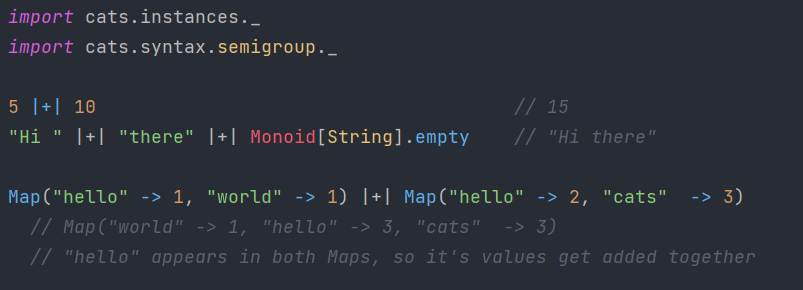 import cats.instances._
import cats.syntax.semigroup._
5 |+| 10 // 15
"Hi " |+| "there" |+| Monoid[String].empty // "Hi there"
Map("hello" -> 1, "world" -> 1) |+| Map("hello" -> 2, "cats"  -> 3)
// Map("world" -> 1, "hello" -> 3, "cats"  -> 3)
// "hello" appears in both Maps, so it's values get added together